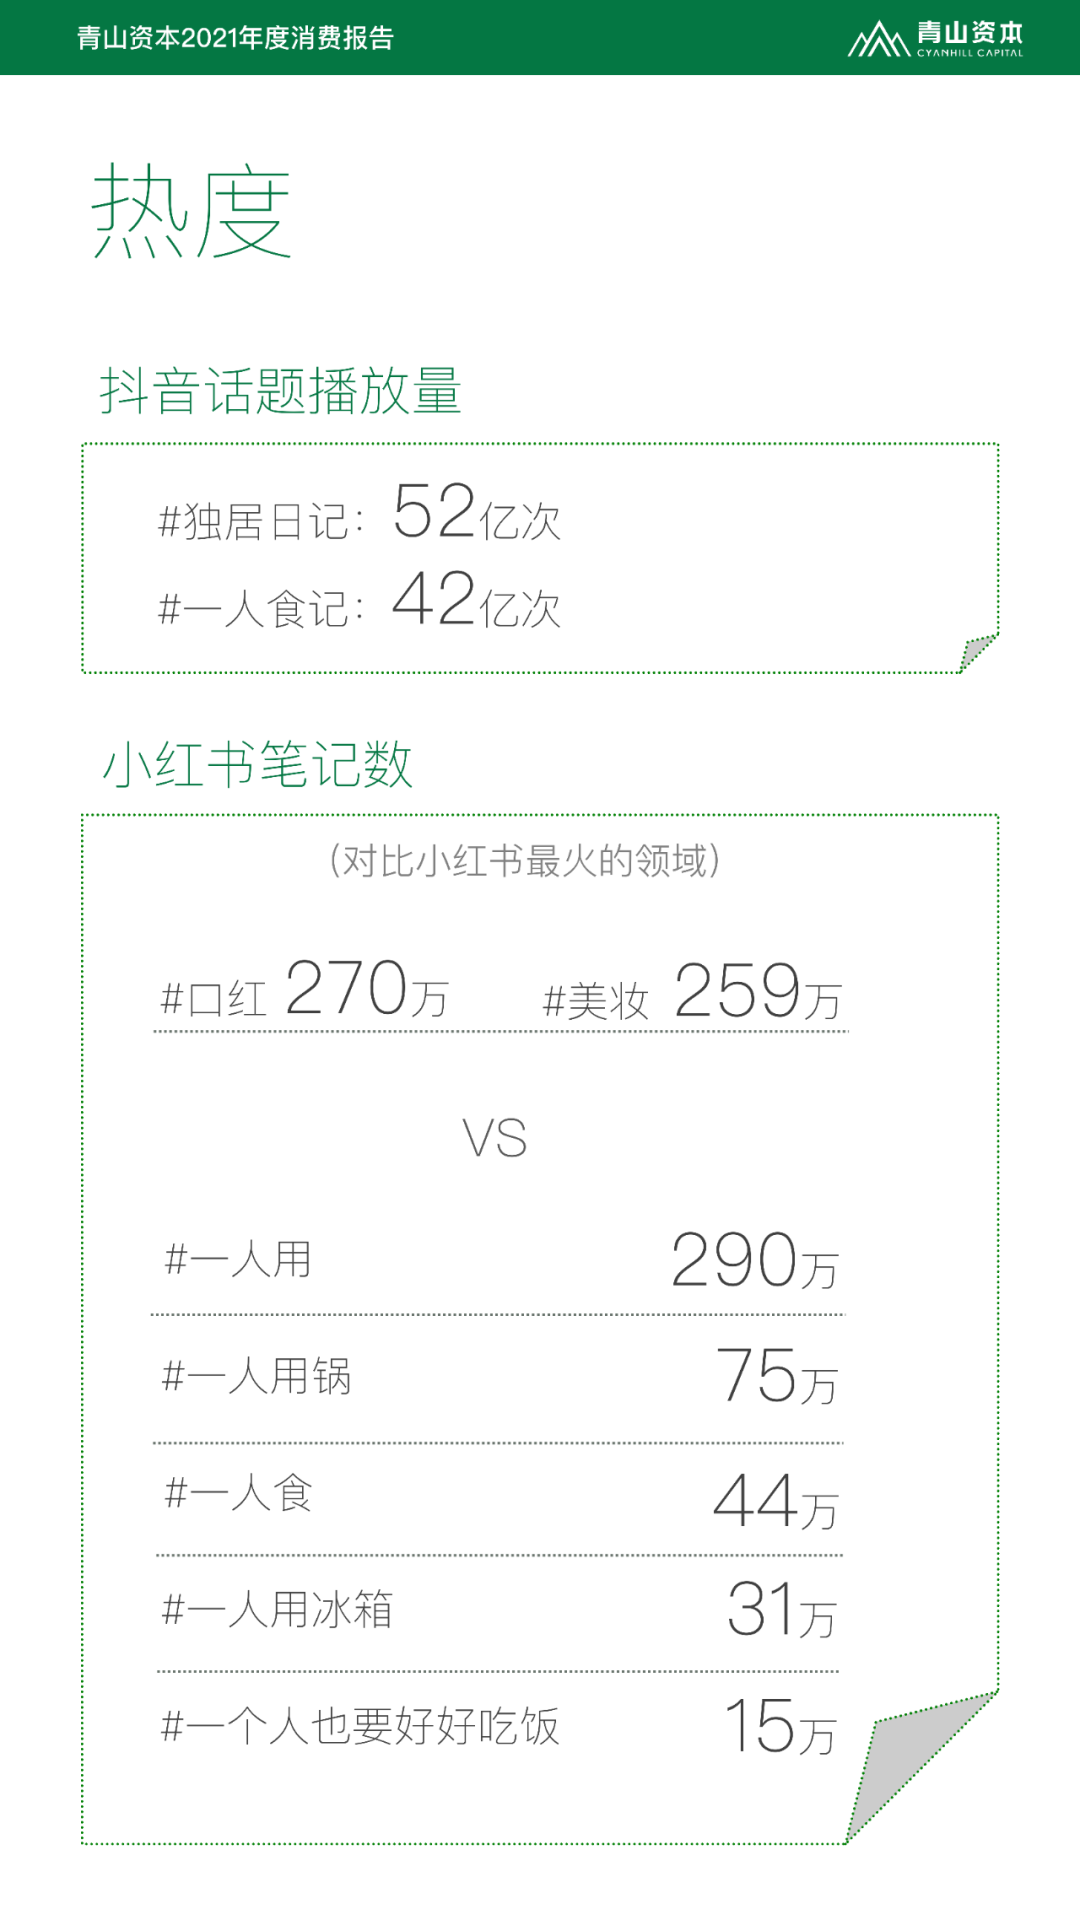 青山资本2021年度消费报告
青山资本
CYANHILL CAPITAL
热度
抖音话题播放量
#独居日记：52亿次
#一人食记：42亿次
小红书笔记数
（对比小红书最火的领域）
#口红 270万 #美妆 259万
VS
#一人用 290万
#一人用锅 75万
#一人食 44万
#一人用冰箱 31万
#一个人也要好好吃饭 15万